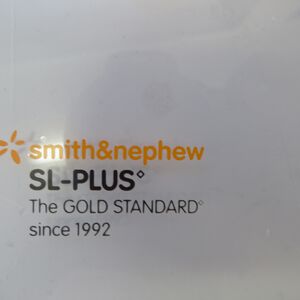 smith&nephew
SL-PLUS◊
The GOLD STANDARD◊
since 1992